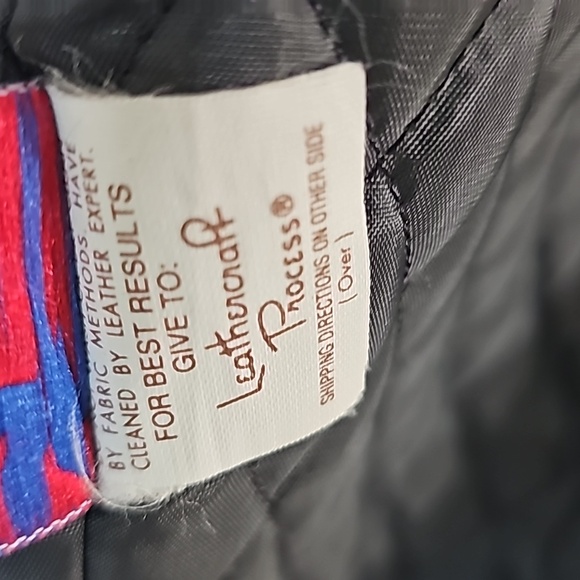 BY FABRIC METHODS HAVE
CLEANED BY LEATHER EXPERT.
FOR BEST RESULTS
GIVE TO:
Leathercraft
Process®
SHIPPING DIRECTIONS ON OTHER SIDE
(Over)